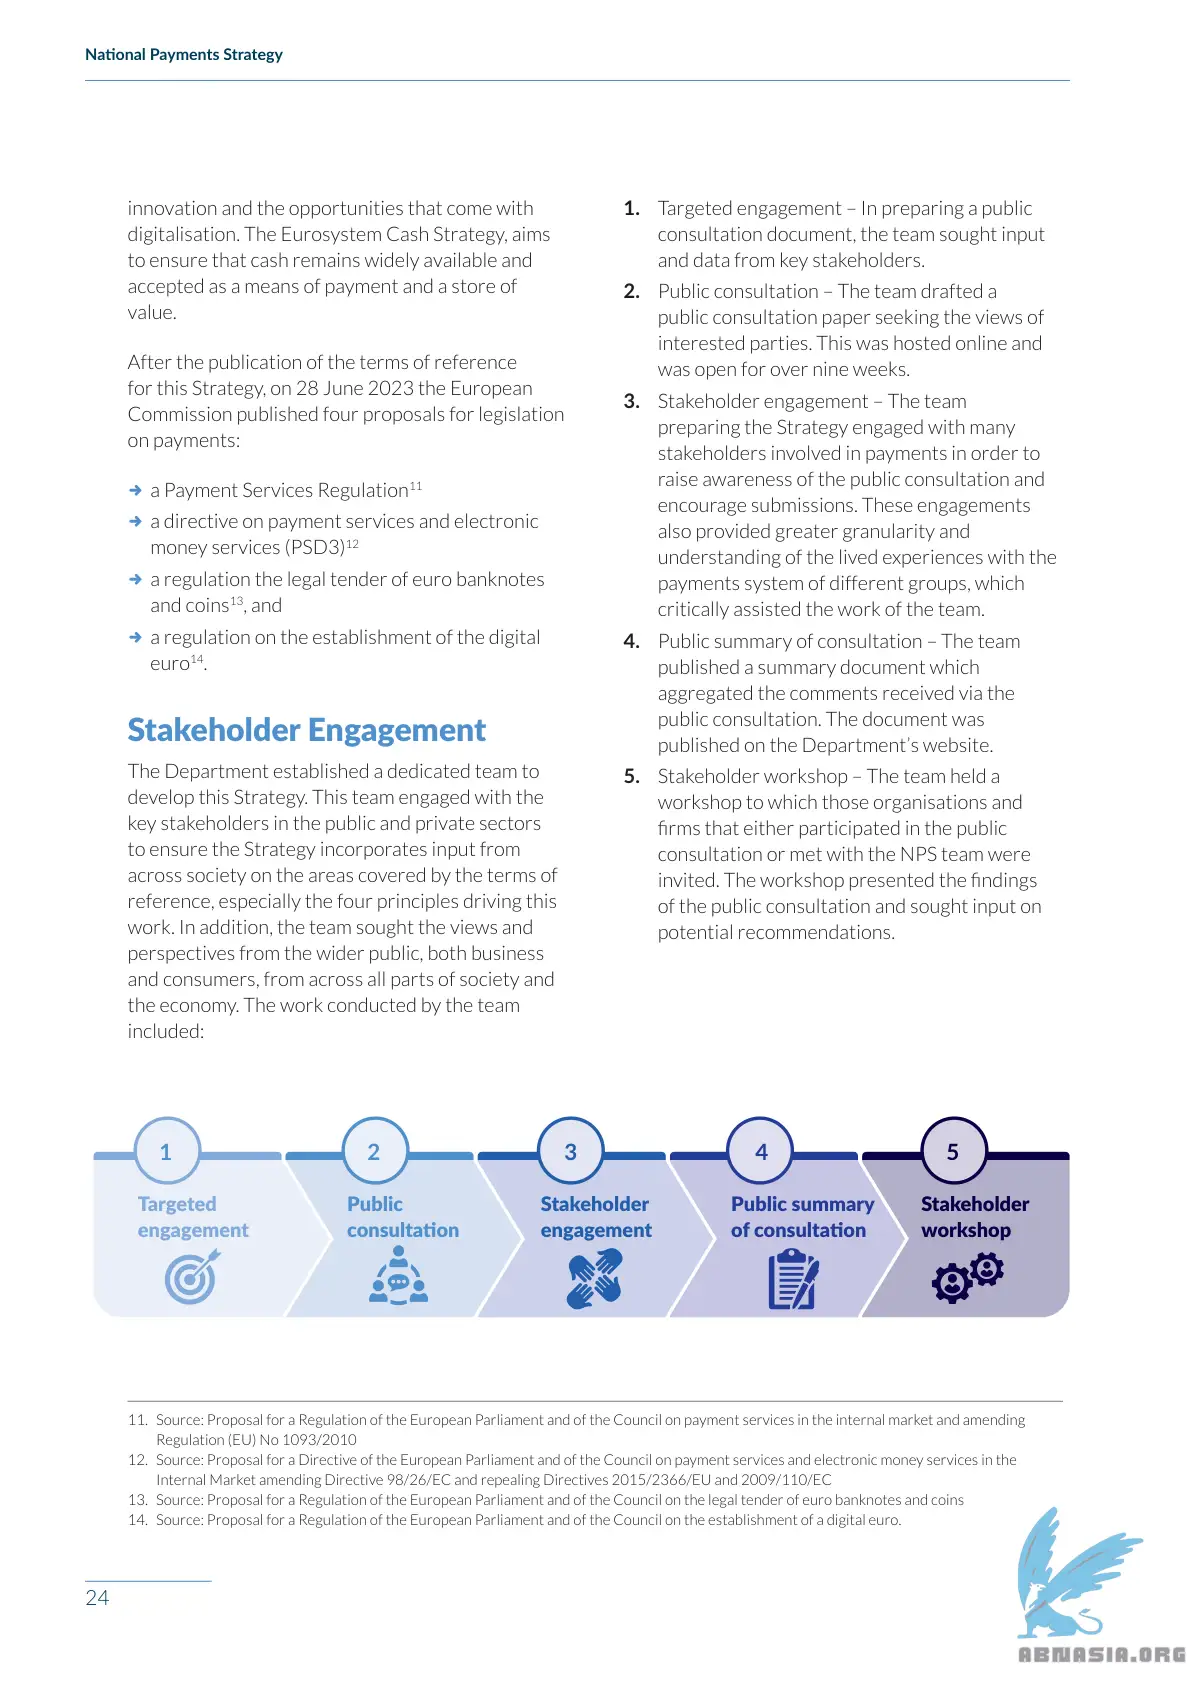 National Payments Strategy
innovation and the opportunities that come with
digitalisation. The Eurosystem Cash Strategy, aims
to ensure that cash remains widely available and
accepted as a means of payment and a store of
value.
After the publication of the terms of reference
for this Strategy, on 28 June 2023 the European
Commission published four proposals for legislation
on payments:
→ a Payment Services Regulation11
→ a directive on payment services and electronic
money services (PSD3)12
→ a regulation the legal tender of euro banknotes
and coins13, and
→ a regulation on the establishment of the digital
euro14.
Stakeholder Engagement
The Department established a dedicated team to
develop this Strategy. This team engaged with the
key stakeholders in the public and private sectors
to ensure the Strategy incorporates input from
across society on the areas covered by the terms of
reference, especially the four principles driving this
work. In addition, the team sought the views and
perspectives from the wider public, both business
and consumers, from across all parts of society and
the economy. The work conducted by the team
included:
1. Targeted engagement – In preparing a public
consultation document, the team sought input
and data from key stakeholders.
2. Public consultation – The team drafted a
public consultation paper seeking the views of
interested parties. This was hosted online and
was open for over nine weeks.
3. Stakeholder engagement – The team
preparing the Strategy engaged with many
stakeholders involved in payments in order to
raise awareness of the public consultation and
encourage submissions. These engagements
also provided greater granularity and
understanding of the lived experiences with the
payments system of different groups, which
critically assisted the work of the team.
4. Public summary of consultation – The team
published a summary document which
aggregated the comments received via the
public consultation. The document was
published on the Department's website.
5. Stakeholder workshop – The team held a
workshop to which those organisations and
firms that either participated in the public
consultation or met with the NPS team were
invited. The workshop presented the findings
of the public consultation and sought input on
potential recommendations.
1
Targeted
engagement
2
Public
consultation
3
Stakeholder
engagement
4
Public summary
of consultation
5
Stakeholder
workshop
11. Source: Proposal for a Regulation of the European Parliament and of the Council on payment services in the internal market and amending
Regulation (EU) No 1093/2010
12. Source: Proposal for a Directive of the European Parliament and of the Council on payment services and electronic money services in the
Internal Market amending Directive 98/26/EC and repealing Directives 2015/2366/EU and 2009/110/EC
13. Source: Proposal for a Regulation of the European Parliament and of the Council on the legal tender of euro banknotes and coins
14. Source: Proposal for a Regulation of the European Parliament and of the Council on the establishment of a digital euro.
24
ABNASIA.ORG